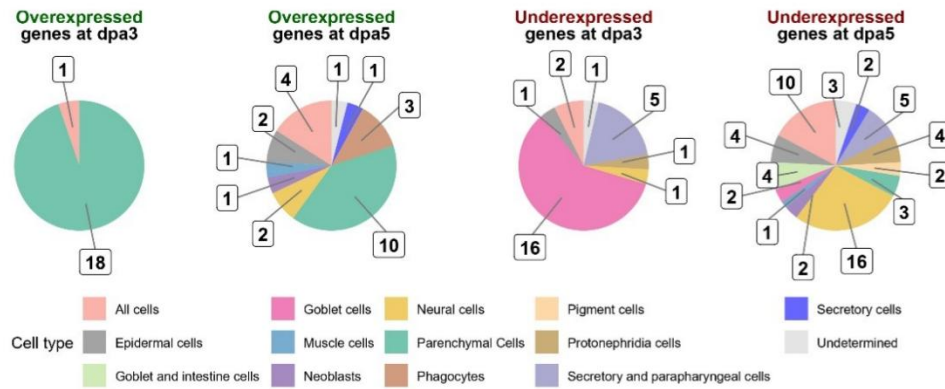 Overexpressed
genes at dpa3
Overexpressed
genes at dpa5
Underexpressed
genes at dpa3
Underexpressed
genes at dpa5
1
18
4
1
1
3
2
1
1
2
10
2
1
5
1
1
1
16
10
3
2
5
4
4
4
2
2
3
1
2
16
Cell type
All cells
Epidermal cells
Goblet and intestine cells
Goblet cells
Muscle cells
Neoblasts
Neural cells
Parenchymal Cells
Phagocytes
Pigment cells
Protonephridia cells
Secretory and parapharyngeal cells
Secretory cells
Undetermined